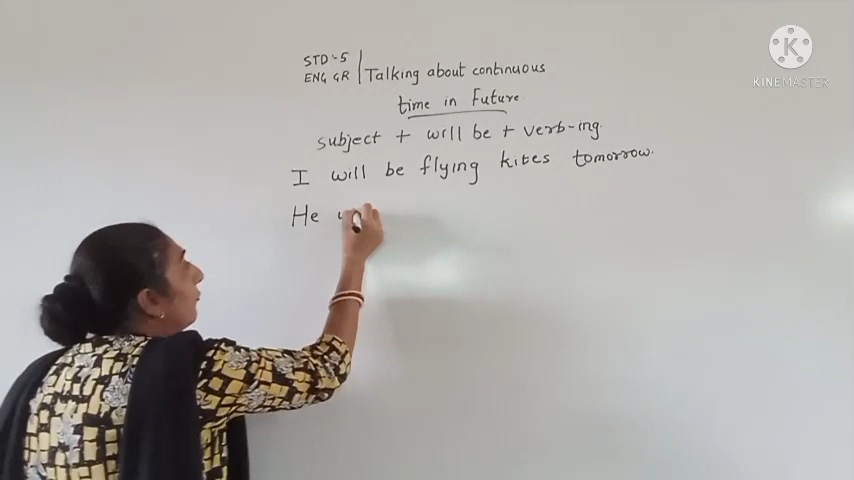 STD:-5
ENG GR
Talking about continuous
time in Future
subject + will be + verb-ing.
I will be flying kites tomorrow.
He
KINEMASTER